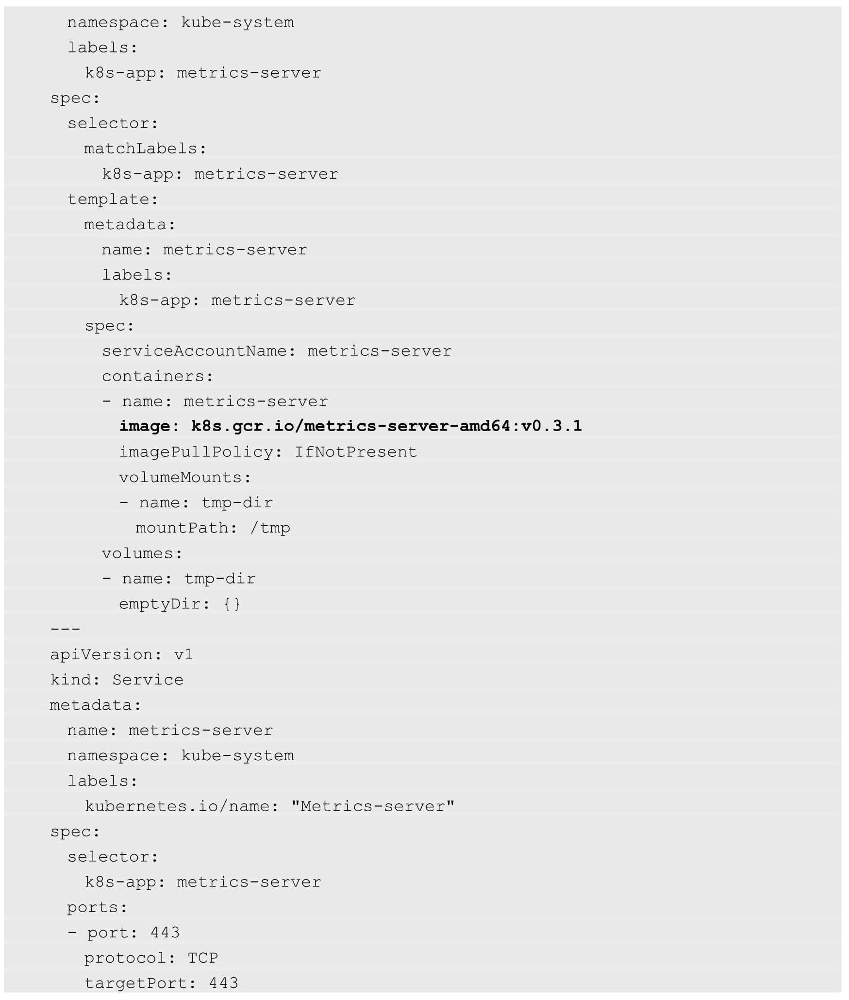 namespace: kube-system
labels:
k8s-app: metrics-server
spec:
selector:
matchLabels:
k8s-app: metrics-server
template:
metadata:
name: metrics-server
labels:
k8s-app: metrics-server
spec:
serviceAccountName: metrics-server
containers:
- name: metrics-server
image: k8s.gcr.io/metrics-server-amd64:v0.3.1
imagePullPolicy: IfNotPresent
volumeMounts:
- name: tmp-dir
mountPath: /tmp
volumes:
- name: tmp-dir
emptyDir: {}
---
apiVersion: v1
kind: Service
metadata:
name: metrics-server
namespace: kube-system
labels:
kubernetes.io/name: "Metrics-server"
spec:
selector:
k8s-app: metrics-server
ports:
- port: 443
protocol: TCP
targetPort: 443